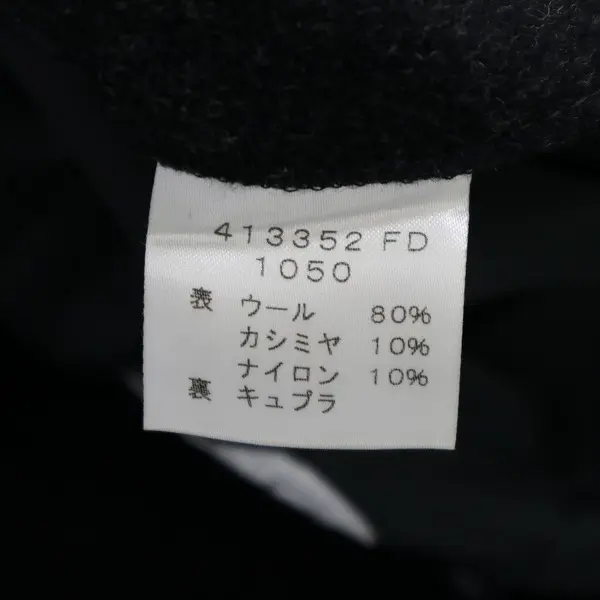 413352 FD
1050
表 ウール 80%
カシミヤ 10%
ナイロン 10%
裏 キュプラ